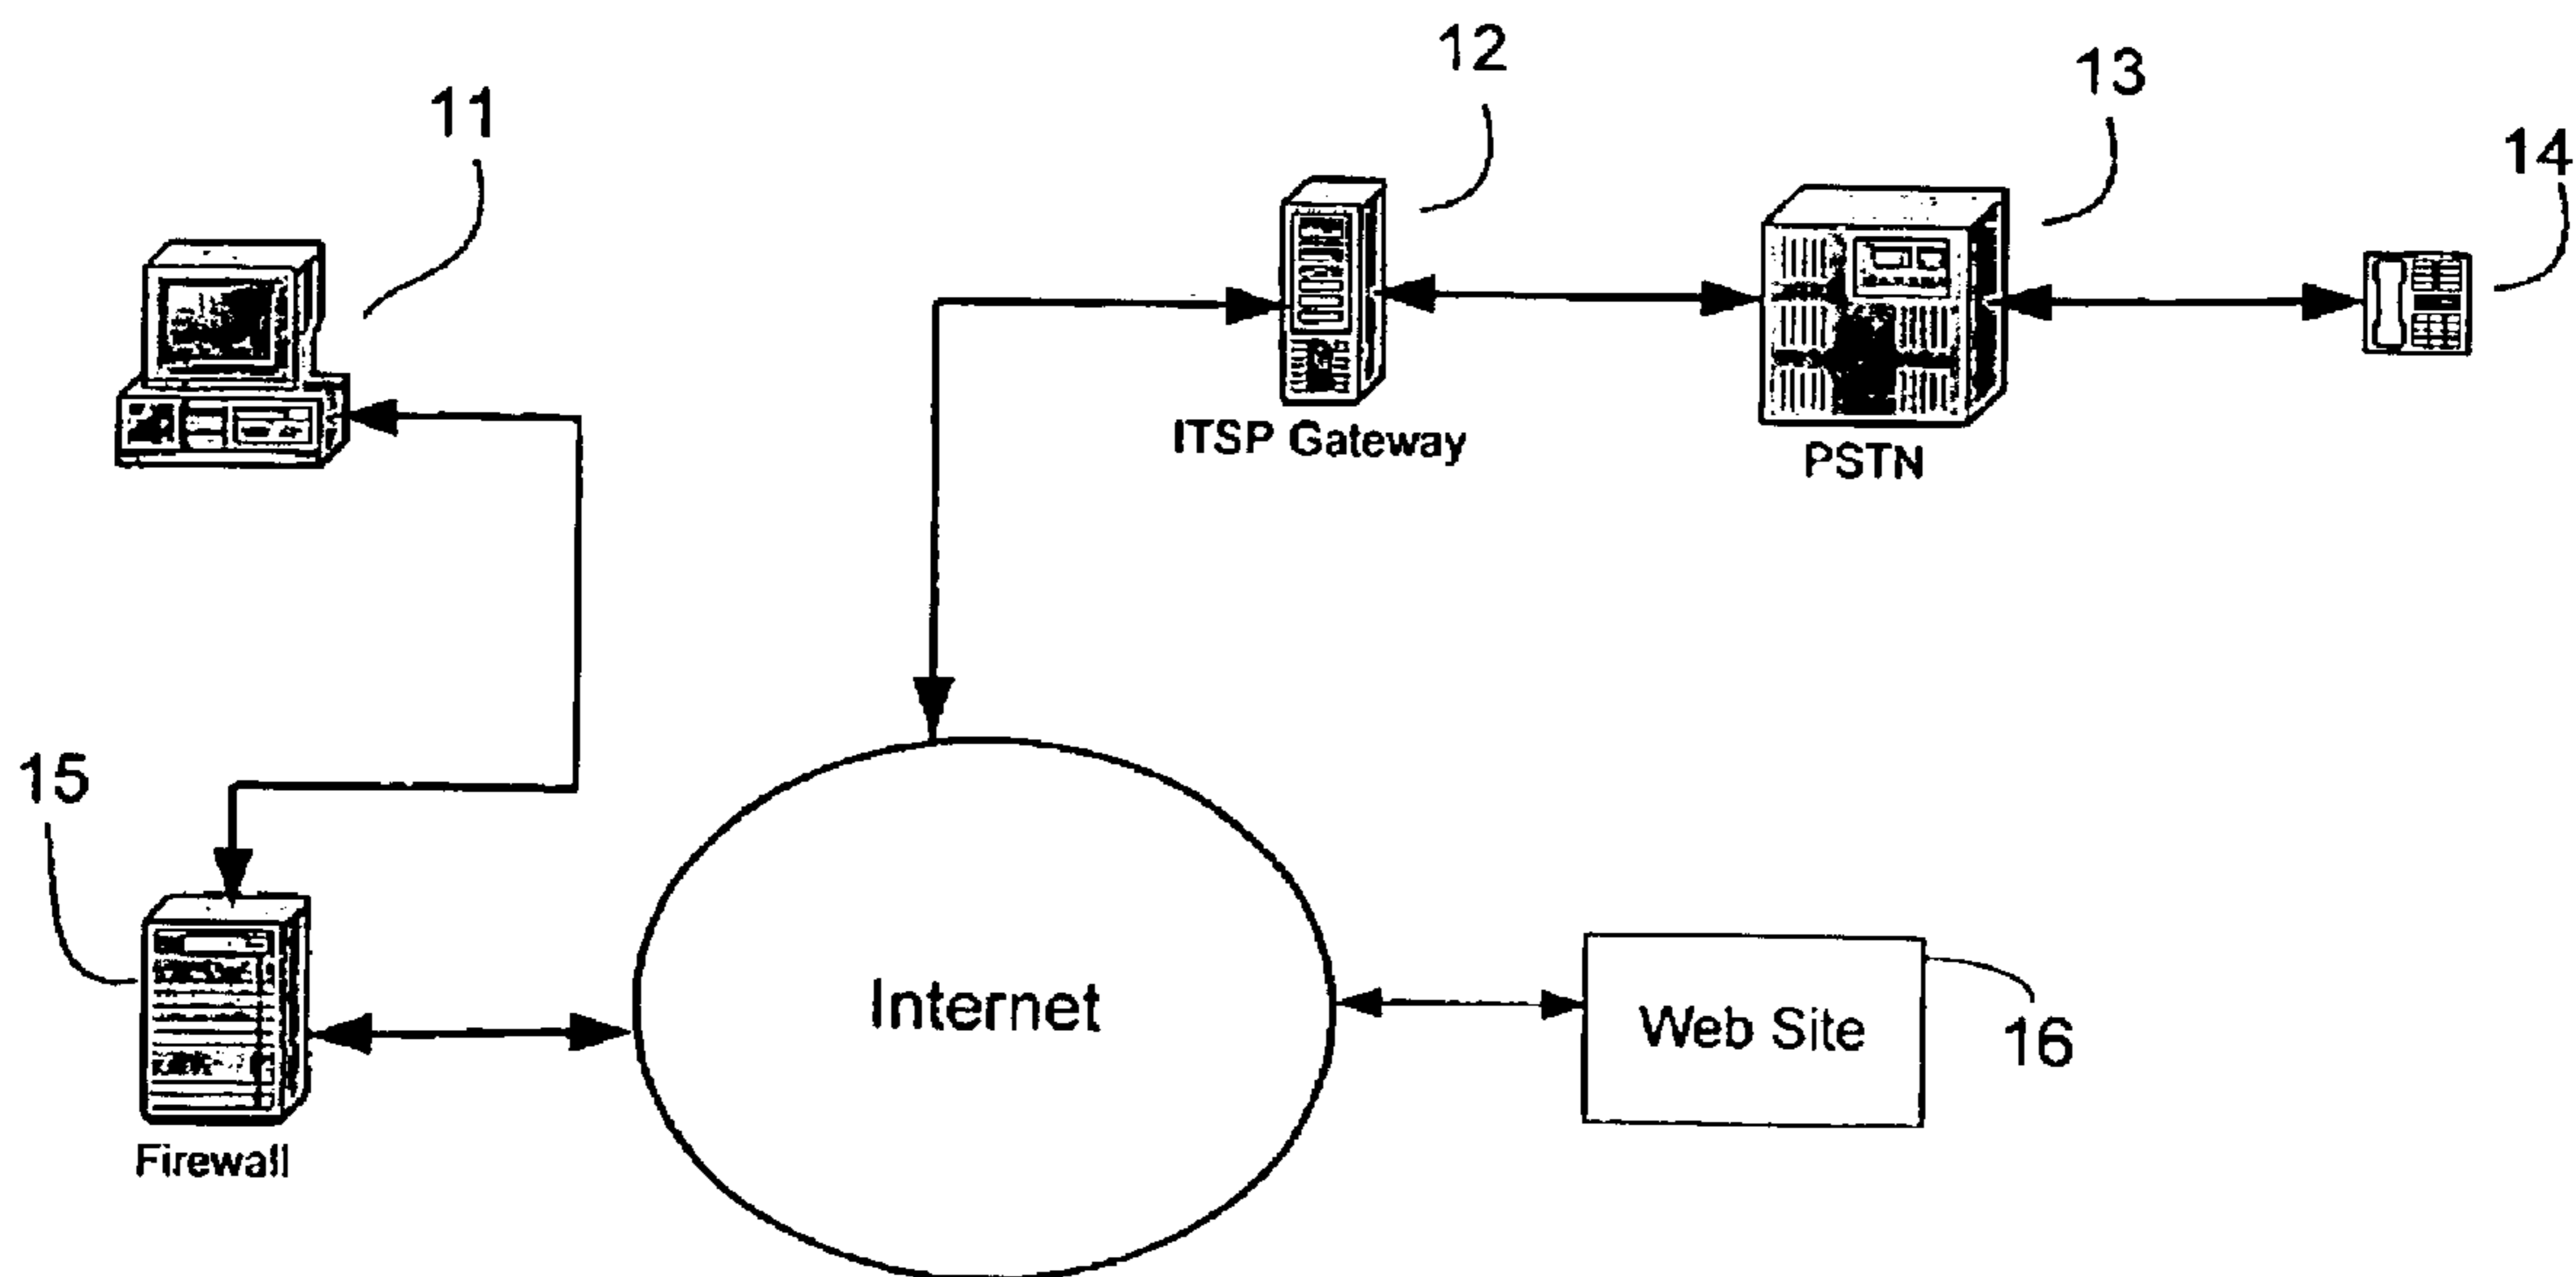 12
13
11
14
ITSP Gateway
PSTN
15
Internet
Web Site
16
Firewall